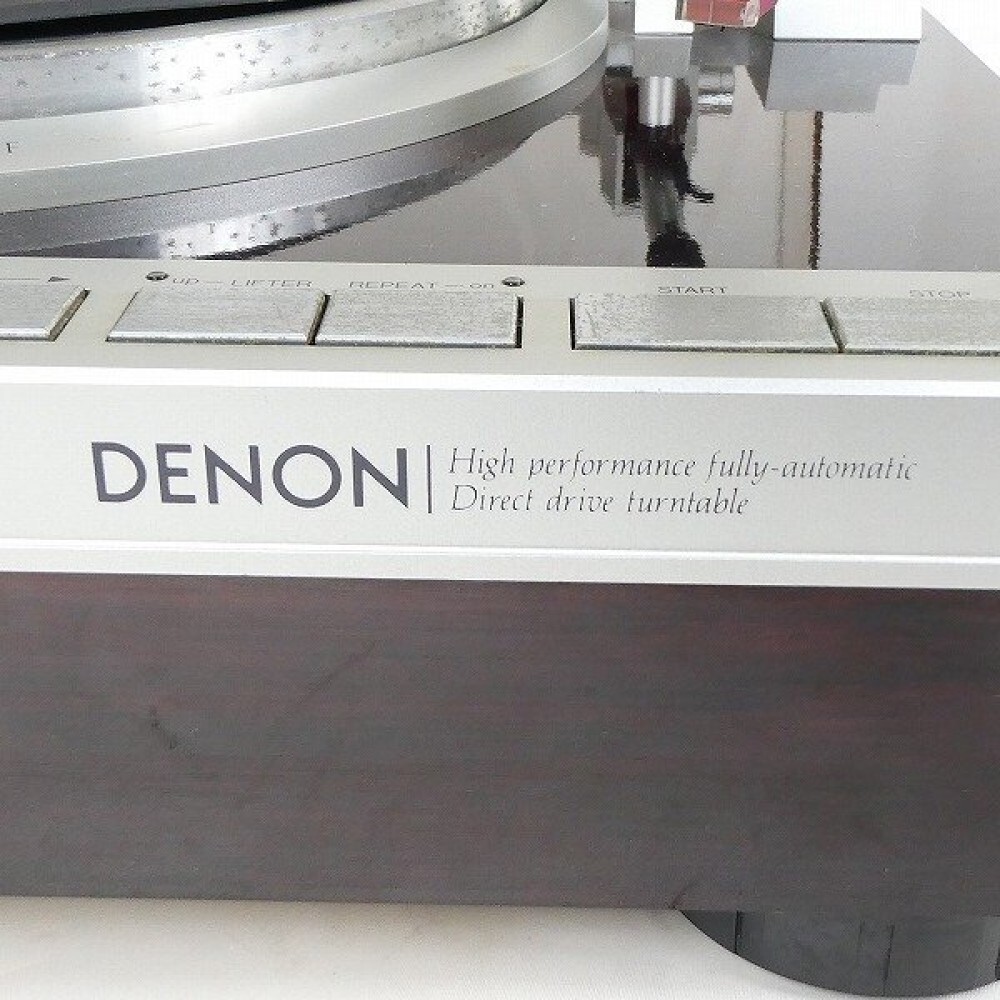 F
up — LIFTER
REPEAT — on
START
STOP
DENON
High performance fully-automatic
Direct drive turntable